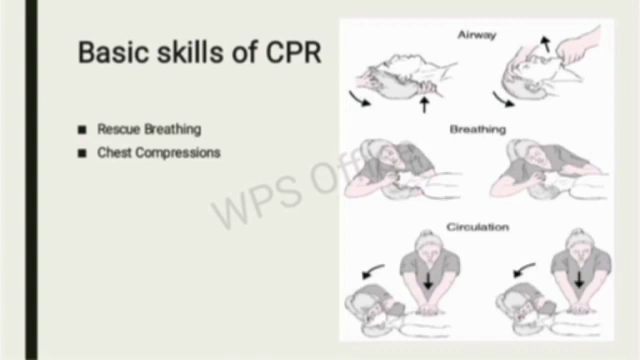 Basic skills of CPR
Rescue Breathing
Chest Compressions
Airway
Breathing
Circulation
WPS Office